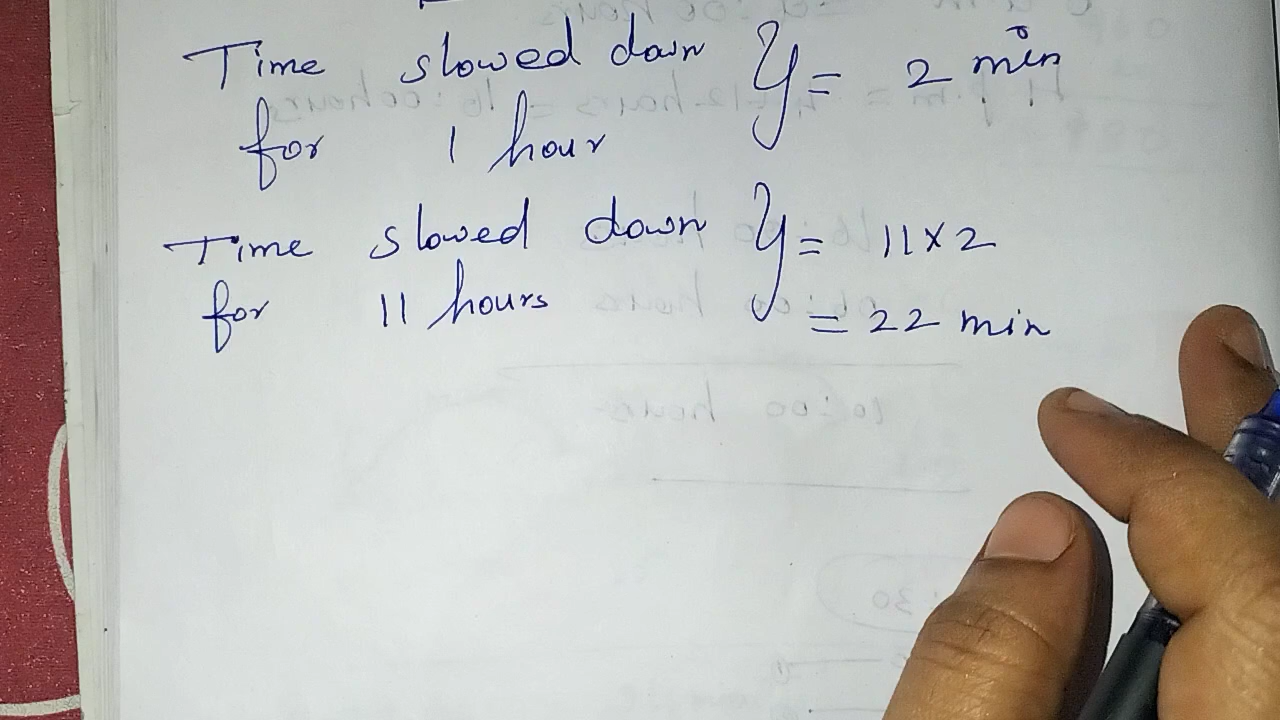 Time slowed down } = 2 min
for 1 hour
Time slowed down } = 11 x 2
for 11 hours = 22 min